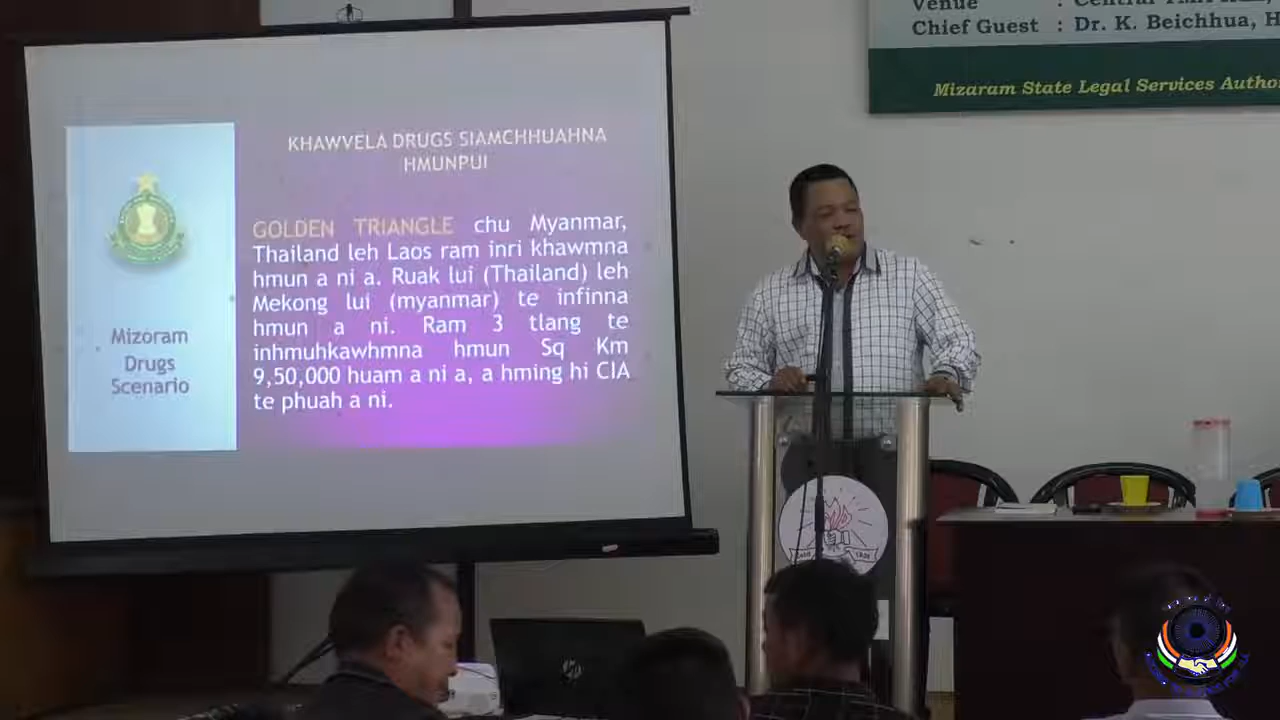 Venue :
Chief Guest : Dr. K. Beichhua, H
Mizaram State Legal Services Autho
KHAWVELA DRUGS SIAMCHHUAHNA
HMUNPUI
GOLDEN TRIANGLE chu Myanmar,
Thailand leh Laos ram inri khawmna
hmun a ni a. Ruak lui (Thailand) leh
Mekong lui (myanmar) te infinna
hmun a ni. Ram 3 tlang te
inhmuhkawhmna hmun Sq Km
9,50,000 huam a ni a, a hming hi CIA
te phuah a ni.
Mizoram
Drugs
Scenario
hp